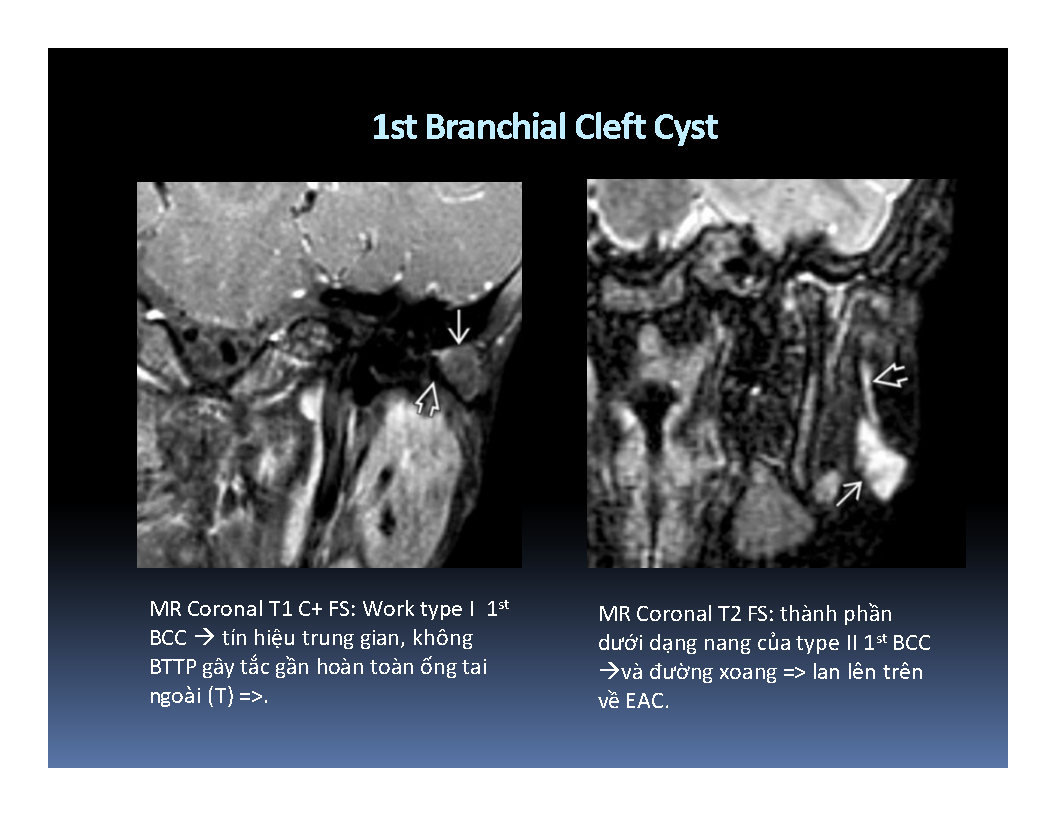 1st Branchial Cleft Cyst
MR Coronal T1 C+ FS: Work type I 1st
BCC → tín hiệu trung gian, không
BTTP gây tắc gần hoàn toàn ống tai
ngoài (T) =>.
MR Coronal T2 FS: thành phần
dưới dạng nang của type II 1st BCC
→và đường xoang => lan lên trên
về EAC.